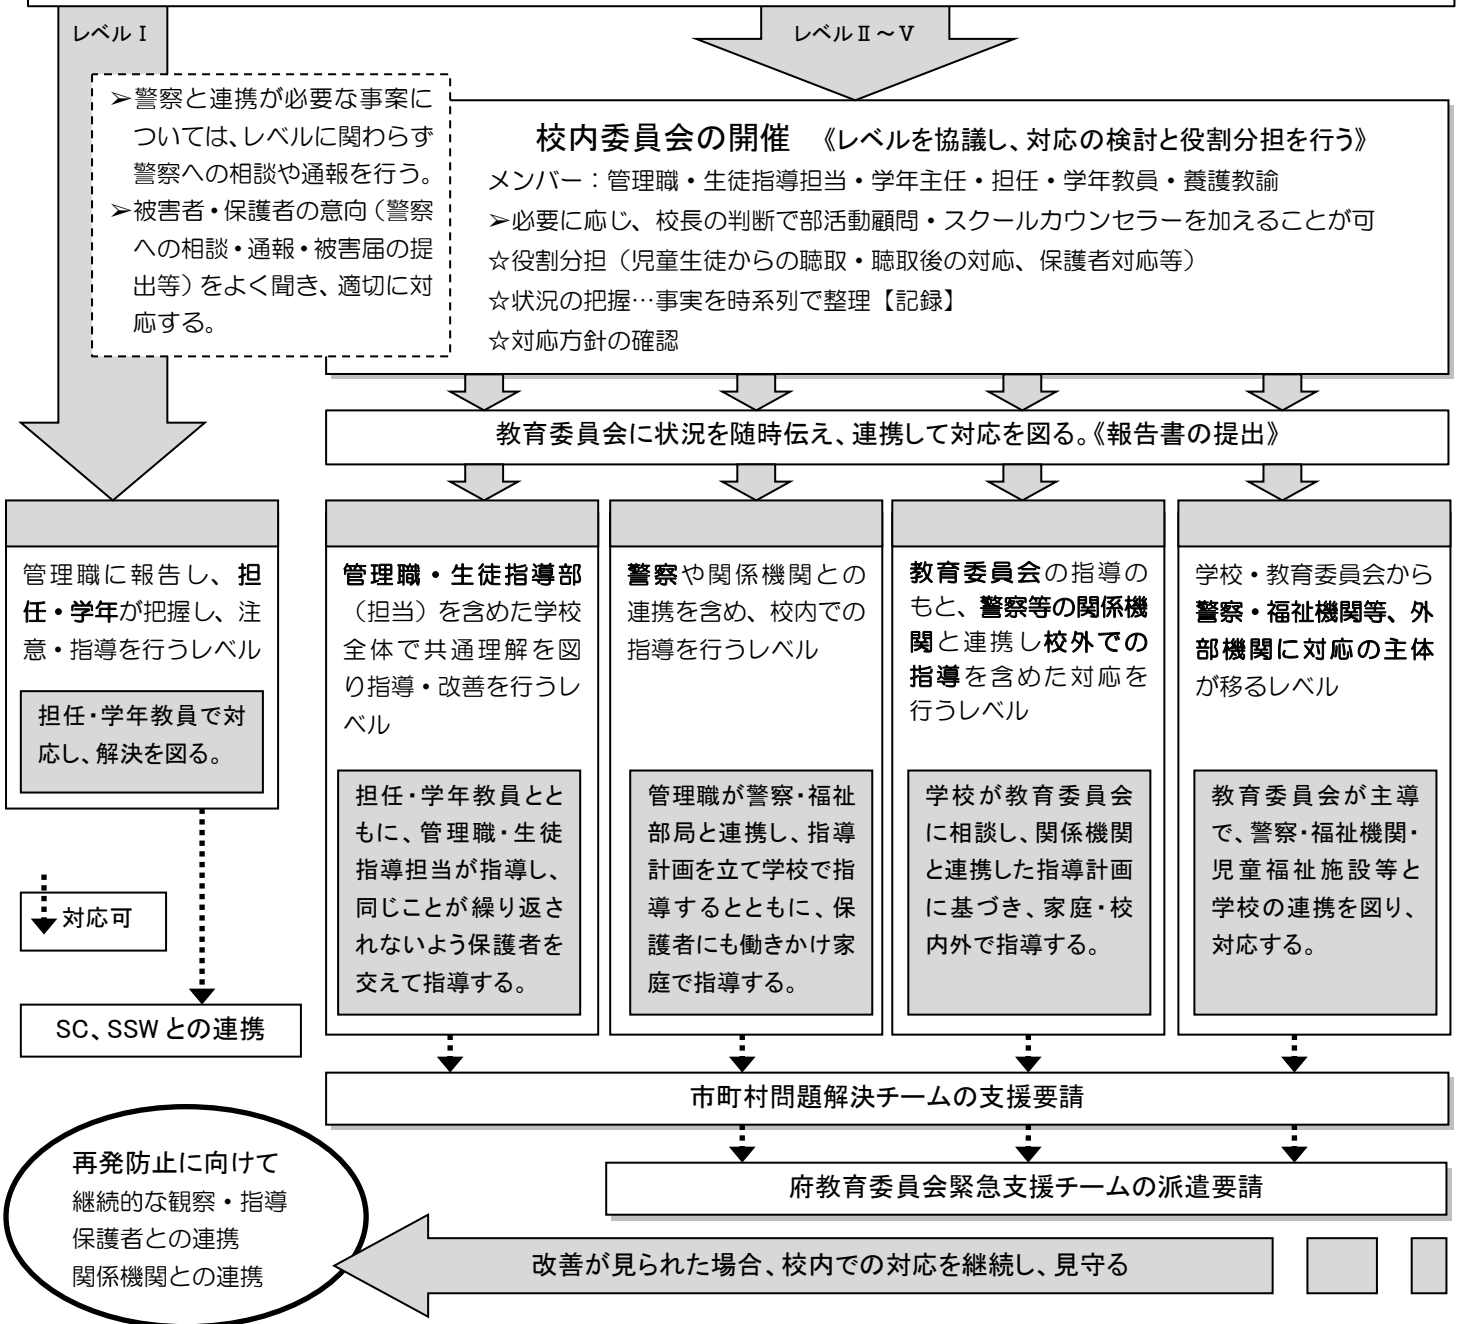 レベルⅠ
レベルⅡ～Ⅴ
➢警察と連携が必要な事案に
ついては、レベルに関わらず
警察への相談や通報を行う。
➢被害者・保護者の意向（警察
への相談・通報・被害届の提
出等）をよく聞き、適切に対
応する。
校内委員会の開催　《レベルを協議し、対応の検討と役割分担を行う》
メンバー：管理職・生徒指導担当・学年主任・担任・学年教員・養護教諭
➢必要に応じ、校長の判断で部活動顧問・スクールカウンセラーを加えることが可
☆役割分担（児童生徒からの聴取・聴取後の対応、保護者対応等）
☆状況の把握…事実を時系列で整理【記録】
☆対応方針の確認
教育委員会に状況を随時伝え、連携して対応を図る。《報告書の提出》
管理職に報告し、担
任・学年が把握し、注
意・指導を行うレベル
担任・学年教員で対
応し、解決を図る。
管理職・生徒指導部
（担当）を含めた学校
全体で共通理解を図
り指導・改善を行うレ
ベル
担任・学年教員とと
もに、管理職・生徒
指導担当が指導し、
同じことが繰り返さ
れないよう保護者を
交えて指導する。
警察や関係機関との
連携を含め、校内での
指導を行うレベル
管理職が警察・福祉
部局と連携し、指導
計画を立て学校で指
導するとともに、保
護者にも働きかけ家
庭で指導する。
教育委員会の指導の
もと、警察等の関係機
関と連携し校外での
指導を含めた対応を
行うレベル
学校が教育委員会
に相談し、関係機関
と連携した指導計画
に基づき、家庭・校
内外で指導する。
学校・教育委員会から
警察・福祉機関等、外
部機関に対応の主体
が移るレベル
教育委員会が主導
で、警察・福祉機関・
児童福祉施設等と
学校の連携を図り、
対応する。
対応可
SC、SSWとの連携
市町村問題解決チームの支援要請
府教育委員会緊急支援チームの派遣要請
再発防止に向けて
継続的な観察・指導
保護者との連携
関係機関との連携
改善が見られた場合、校内での対応を継続し、見守る